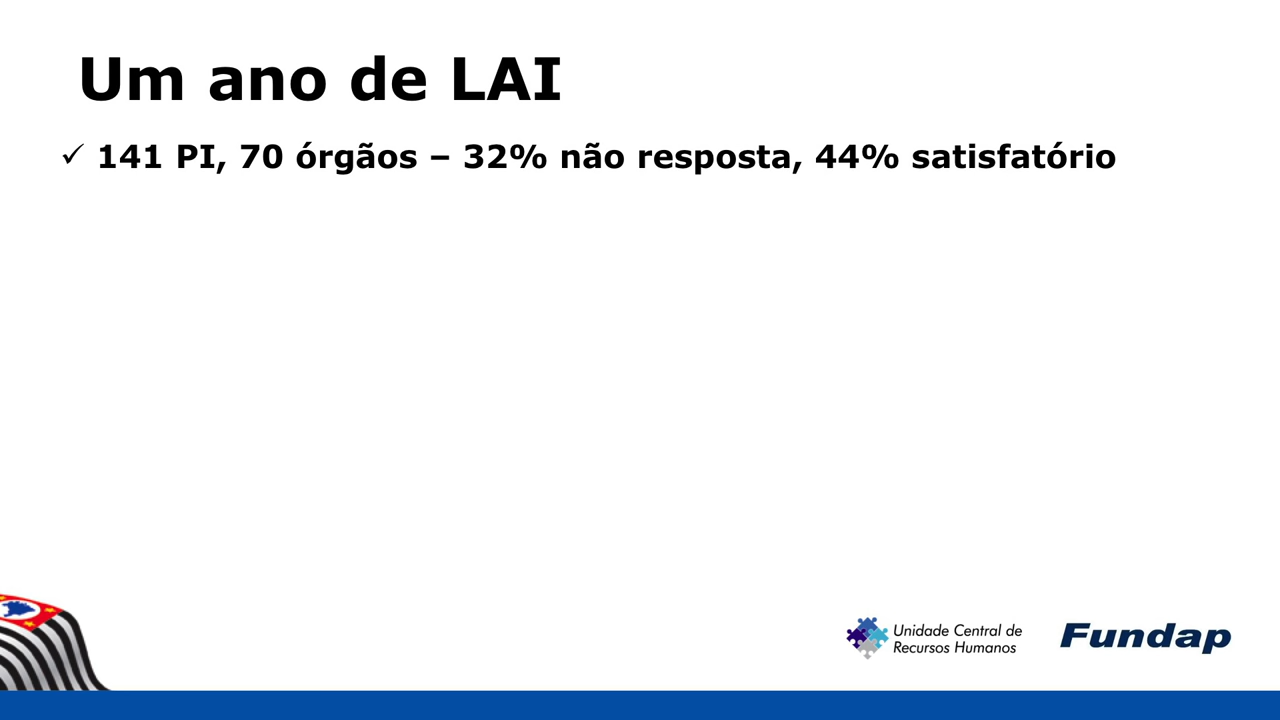 Um ano de LAI
✓ 141 PI, 70 órgãos – 32% não resposta, 44% satisfatório
Unidade Central de
Recursos Humanos
Fundap